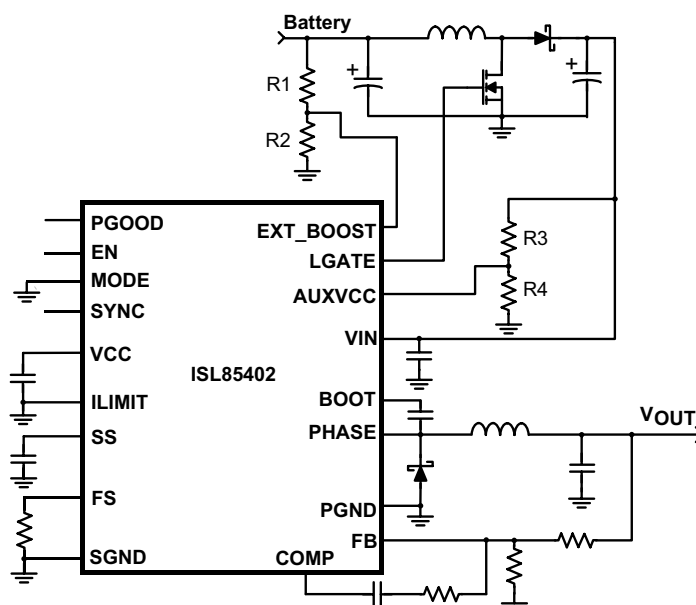 Battery
R1
R2
PGOOD
EXT_BOOST
EN
LGATE
R3
MODE
AUXVCC
R4
SYNC
VIN
VCC
ISL85402
ILIMIT
BOOT
SS
PHASE
VOUT
FS
PGND
SGND
FB
COMP